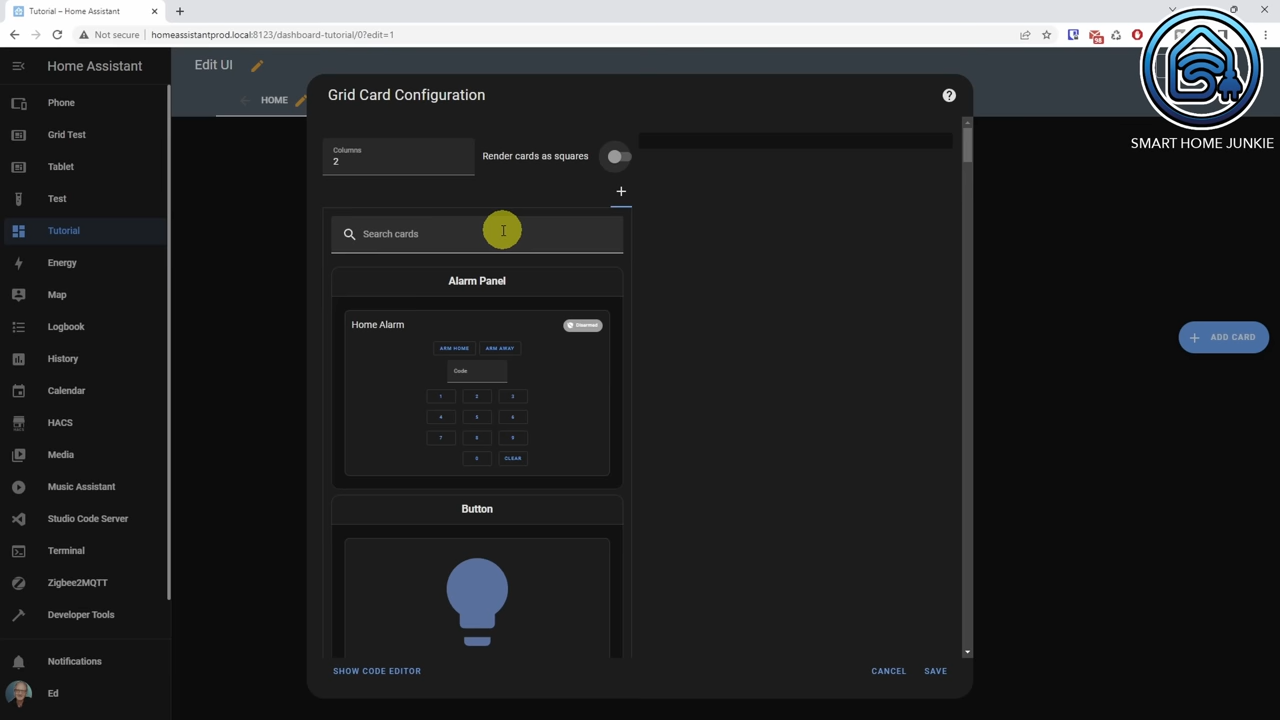 Tutorial – Home Assistant
Not secure
homeassistantprod.local:8123/dashboard-tutorial/0?edit=1
98
SMART HOME JUNKIE
Home Assistant
Phone
Grid Test
Tablet
Test
Tutorial
Energy
Map
Logbook
History
Calendar
HACS
Media
Music Assistant
Studio Code Server
Terminal
Zigbee2MQTT
Developer Tools
Notifications
Ed
Edit UI
HOME
Grid Card Configuration
Columns
2
Render cards as squares
Search cards
Alarm Panel
Home Alarm
Disarmed
ARM HOME ARM AWAY
Code
1 2 3
4 5 6
7 8 9
0 CLEAR
Button
SHOW CODE EDITOR
CANCEL SAVE
ADD CARD